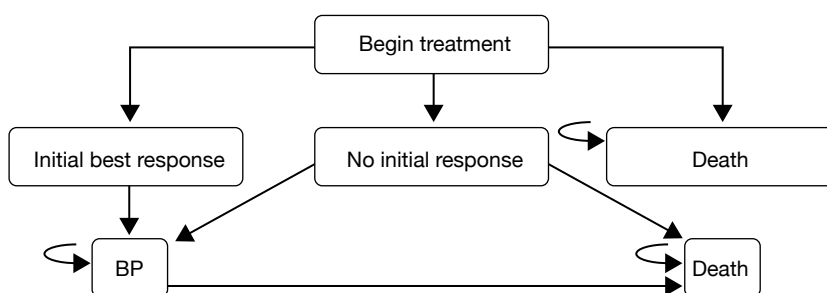 Begin treatment
Initial best response
No initial response
Death
BP
Death